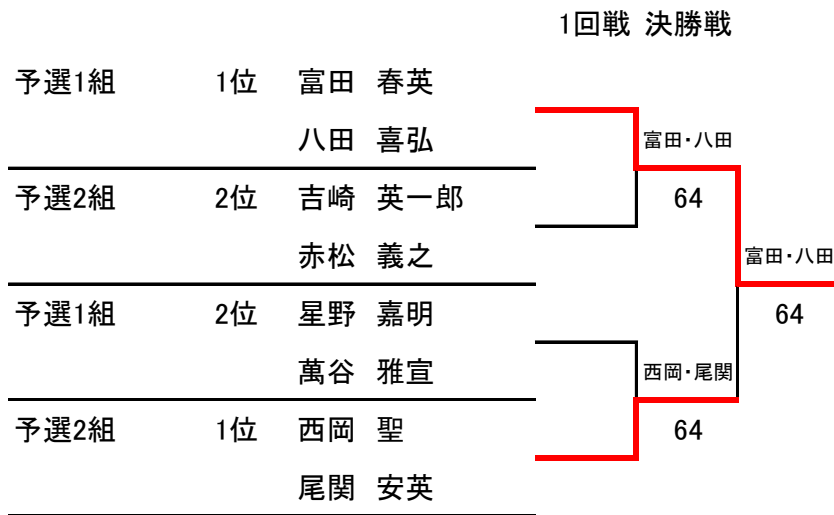 1回戦 決勝戦
予選1組 1位 富田 春英
八田 喜弘 富田・八田
予選2組 2位 吉崎 英一郎 64
赤松 義之 富田・八田
予選1組 2位 星野 嘉明 64
萬谷 雅宣 西岡・尾関
予選2組 1位 西岡 聖 64
尾関 安英